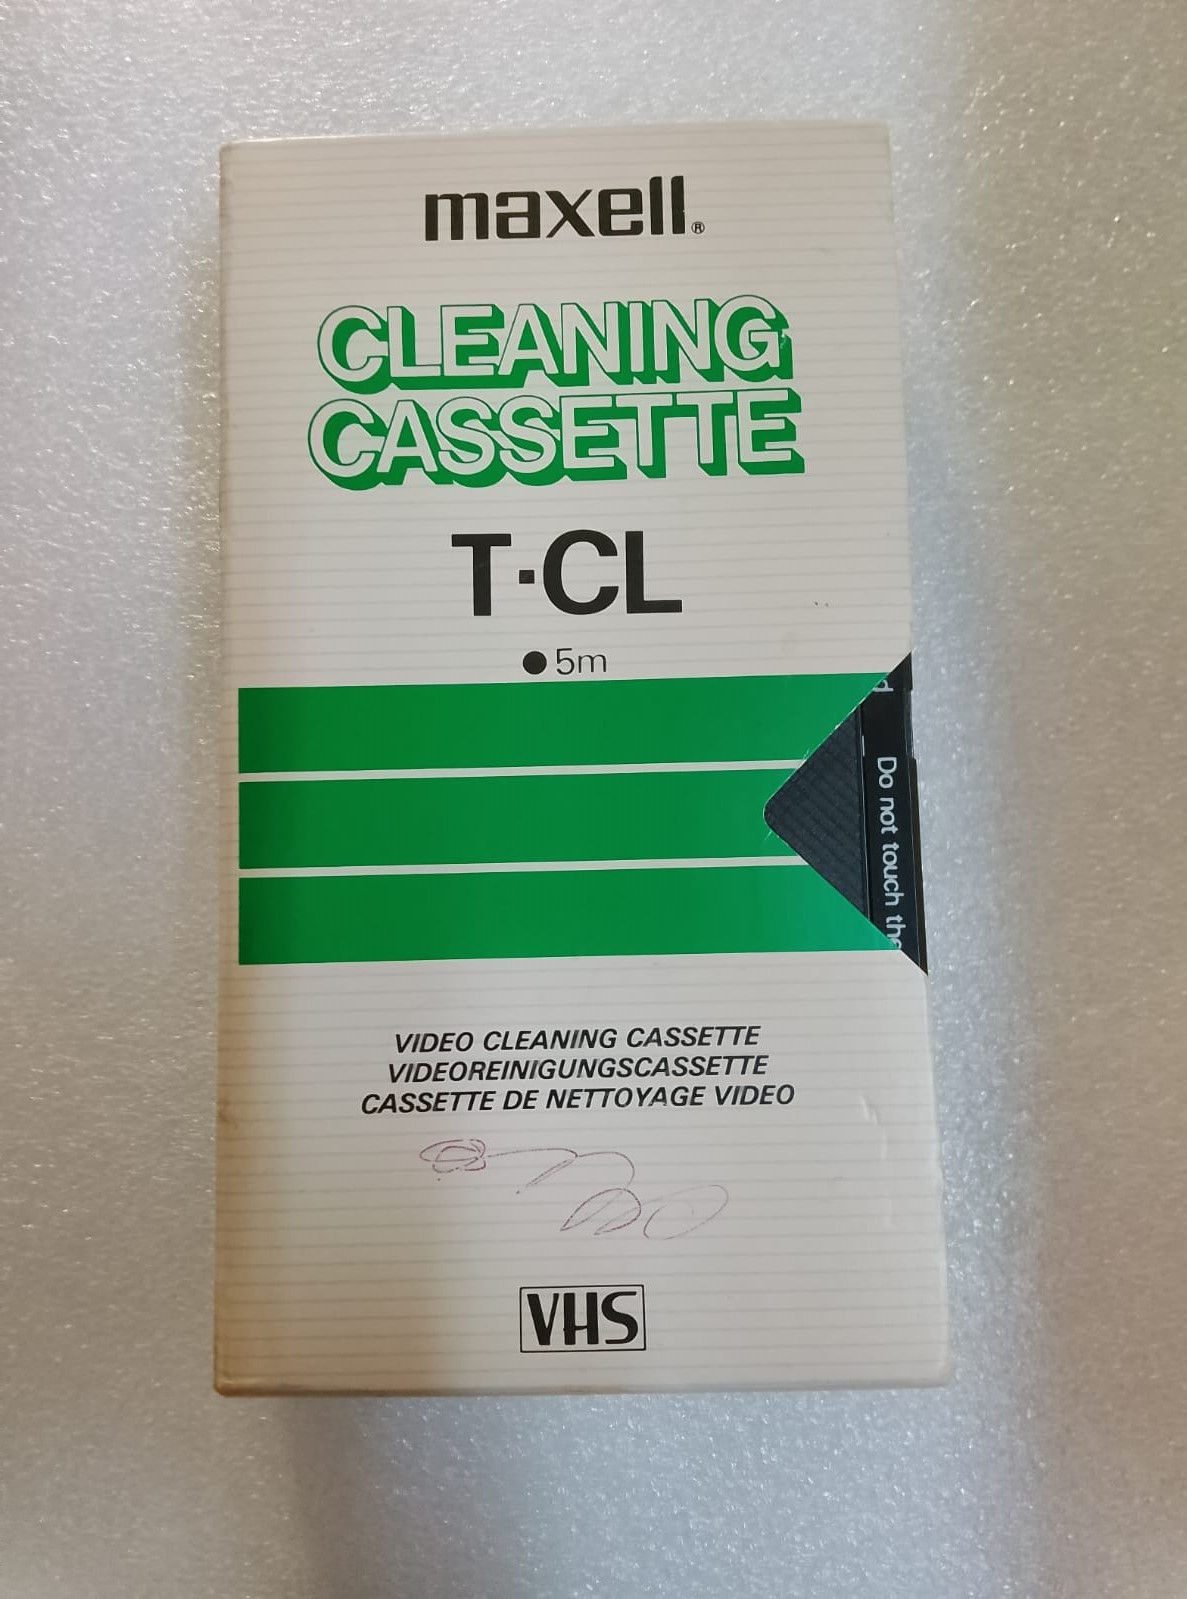 maxell®
CLEANING
CASSETTE
T·CL
●5m
d
Do not touch the
VIDEO CLEANING CASSETTE
VIDEOREINIGUNGSCASSETTE
CASSETTE DE NETTOYAGE VIDEO
VHS